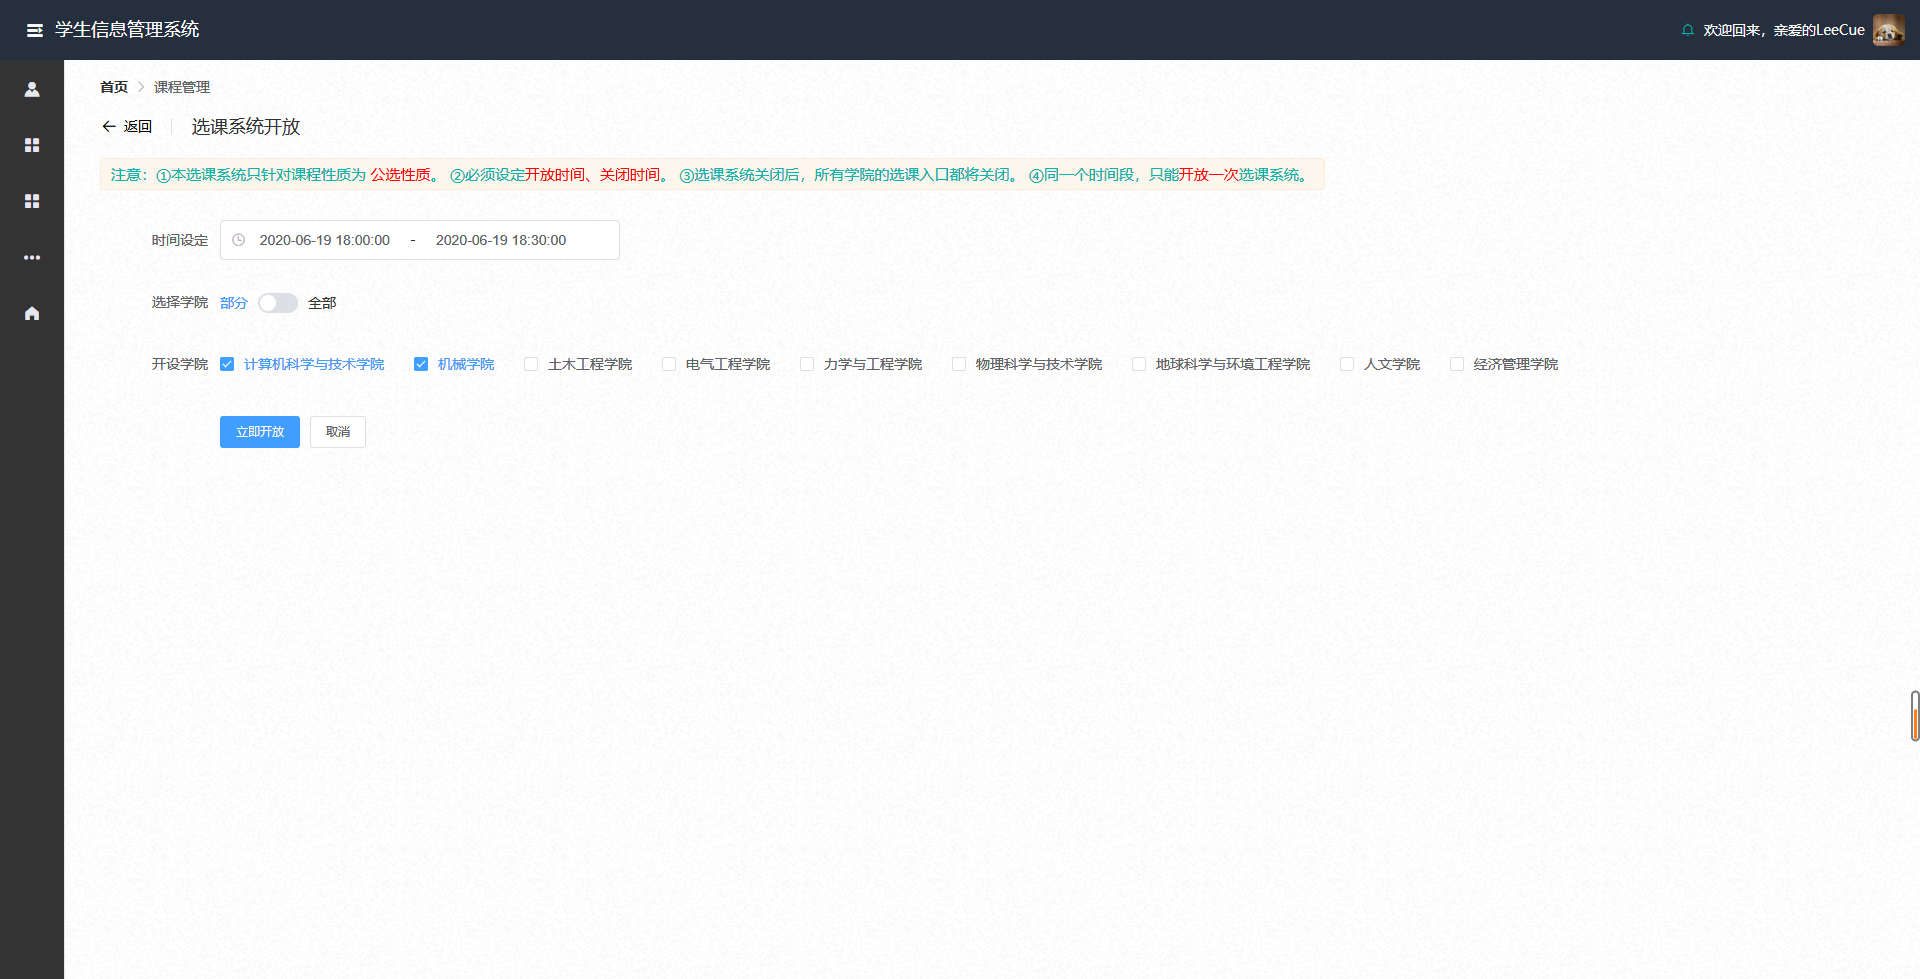 学生信息管理系统
欢迎回来，亲爱的LeeCue
首页 > 课程管理
返回 选课系统开放
注意：①本选课系统只针对课程性质为 公选性质。 ②必须设定开放时间、关闭时间。 ③选课系统关闭后，所有学院的选课入口都将关闭。 ④同一个时间段，只能开放一次选课系统。
时间设定 2020-06-19 18:00:00 - 2020-06-19 18:30:00
选择学院 部分 全部
开设学院 计算机科学与技术学院 机械学院 土木工程学院 电气工程学院 力学与工程学院 物理科学与技术学院 地球科学与环境工程学院 人文学院 经济管理学院
立即开放 取消